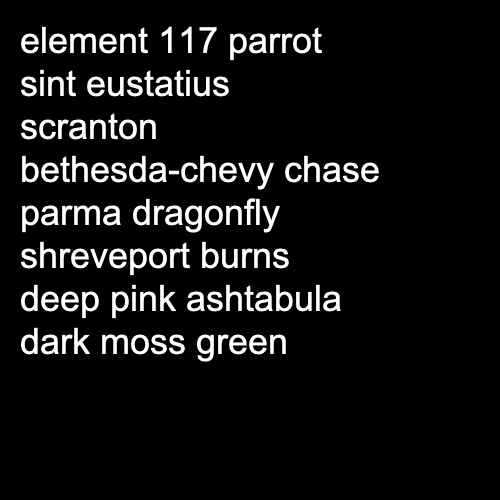 element 117 parrot
sint eustatius
scranton
bethesda-chevy chase
parma dragonfly
shreveport burns
deep pink ashtabula
dark moss green